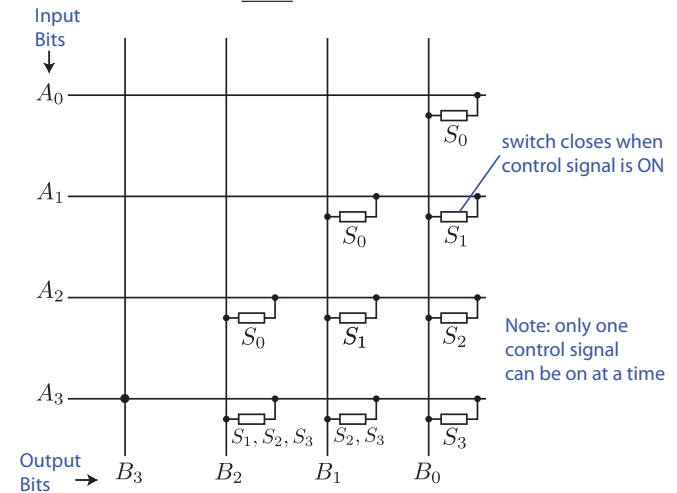 Input
Bits
A₀
S₀
switch closes when
control signal is ON
A₁
S₀
S₁
A₂
S₀
S₁
S₂
Note: only one
control signal
can be on at a time
A₃
S₁, S₂, S₃
S₂, S₃
S₃
Output
Bits
B₃
B₂
B₁
B₀